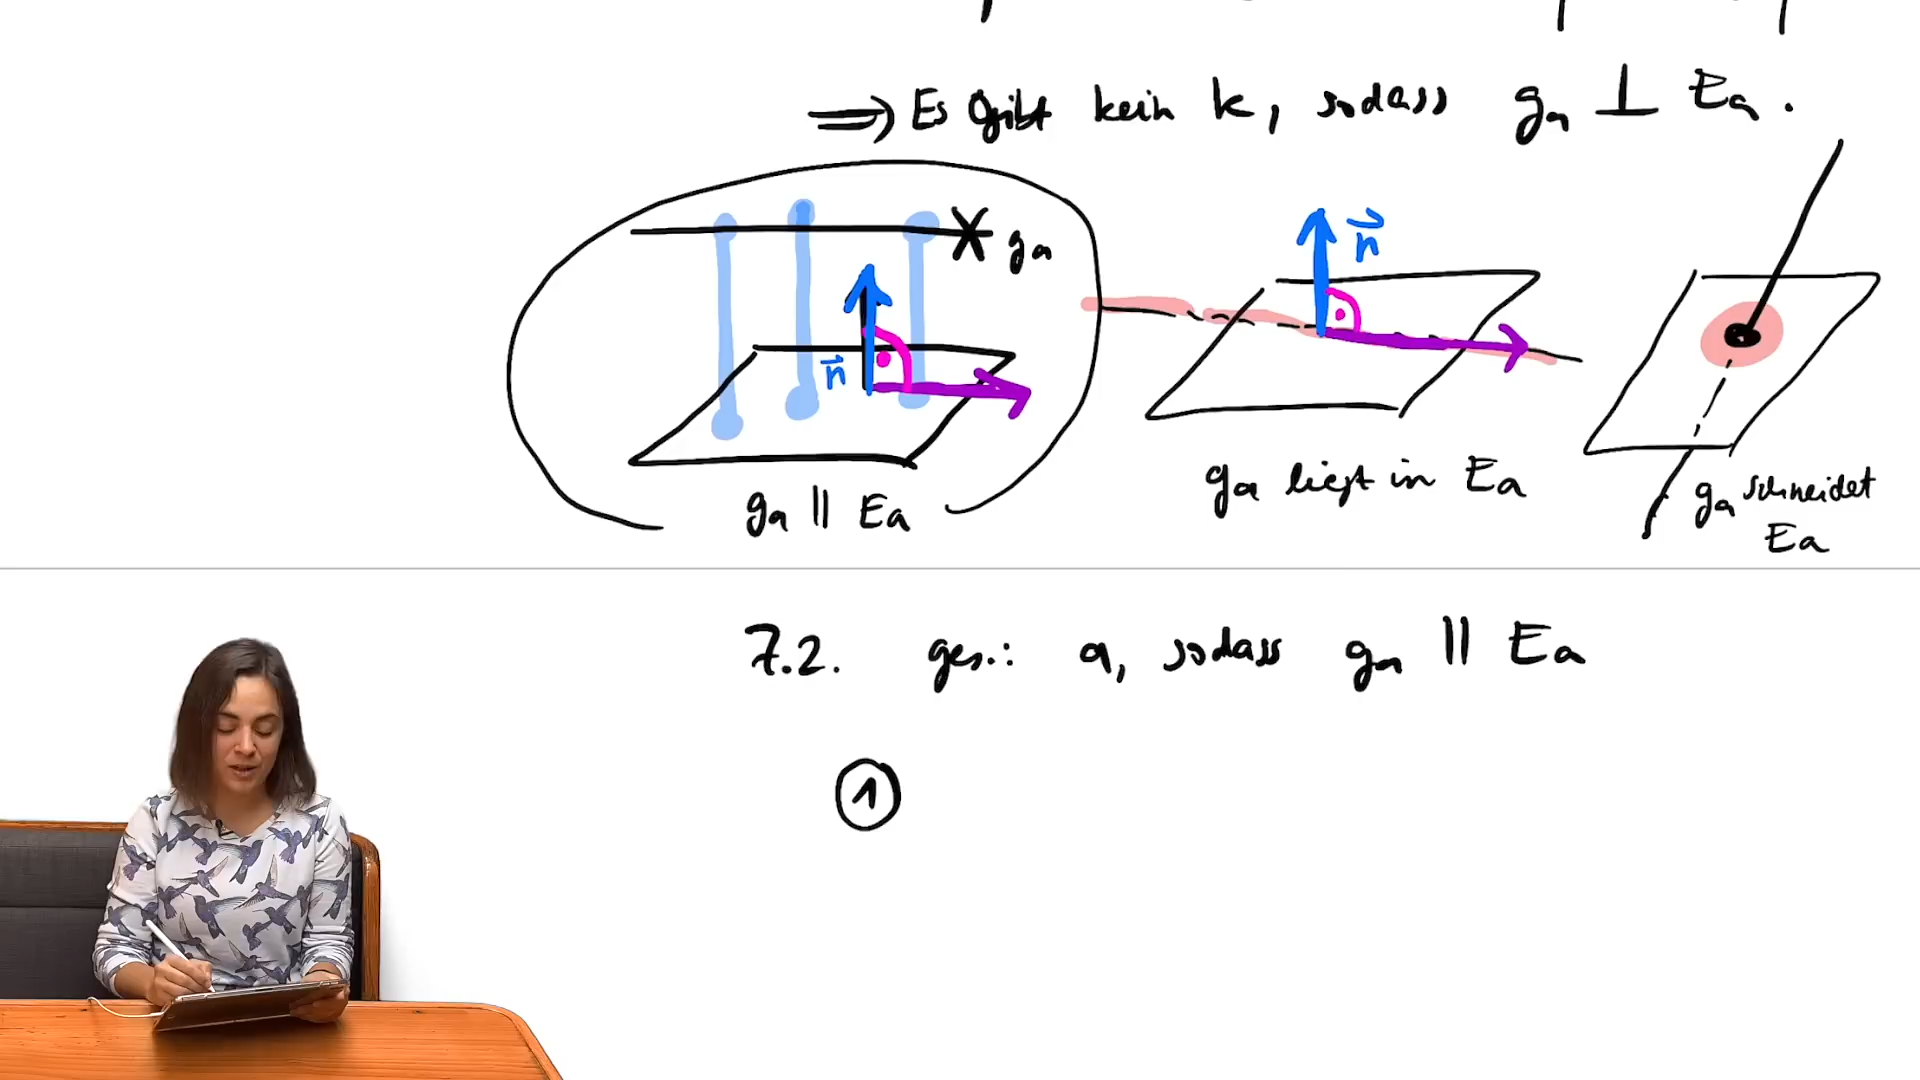 ⟹ Es gibt kein k, sodass gₐ ⊥ Eₐ.
gₐ
n⃗
n⃗
gₐ || Eₐ
gₐ liegt in Eₐ
gₐ schneidet
Eₐ
7.2. ges.: a, sodass gₐ || Eₐ
①